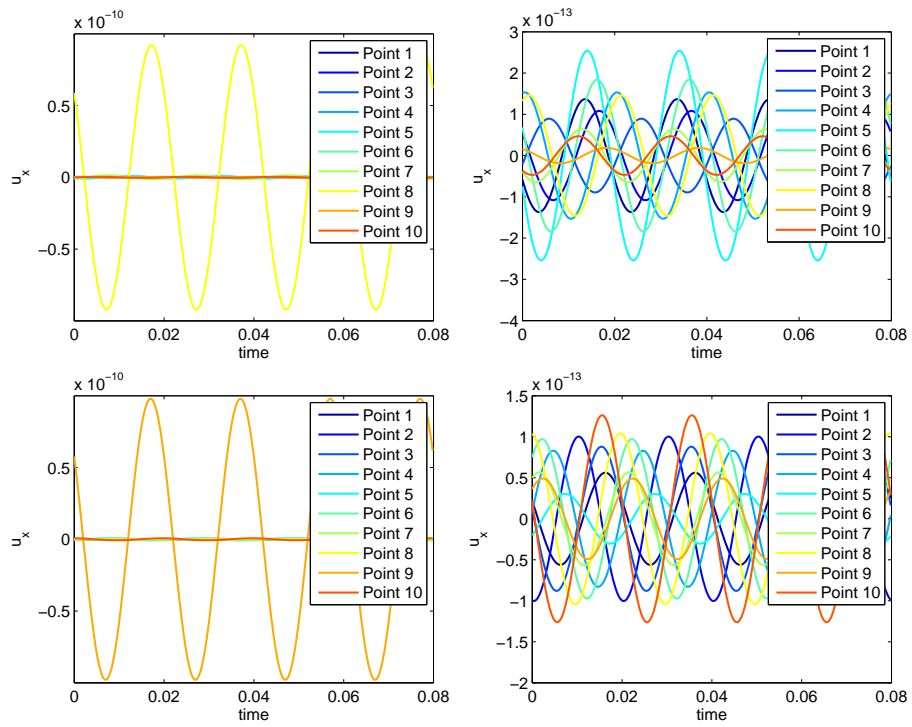 x 10⁻¹⁰
0.5
0
−0.5
0
0.02
0.04
0.06
0.08
time
u_x
Point 1
Point 2
Point 3
Point 4
Point 5
Point 6
Point 7
Point 8
Point 9
Point 10
x 10⁻¹³
3
2
1
0
−1
−2
−3
−4
0
0.02
0.04
0.06
0.08
time
u_x
Point 1
Point 2
Point 3
Point 4
Point 5
Point 6
Point 7
Point 8
Point 9
Point 10
x 10⁻¹⁰
0.5
0
−0.5
0
0.02
0.04
0.06
0.08
time
u_x
Point 1
Point 2
Point 3
Point 4
Point 5
Point 6
Point 7
Point 8
Point 9
Point 10
x 10⁻¹³
1.5
1
0.5
0
−0.5
−1
−1.5
−2
0
0.02
0.04
0.06
0.08
time
u_x
Point 1
Point 2
Point 3
Point 4
Point 5
Point 6
Point 7
Point 8
Point 9
Point 10